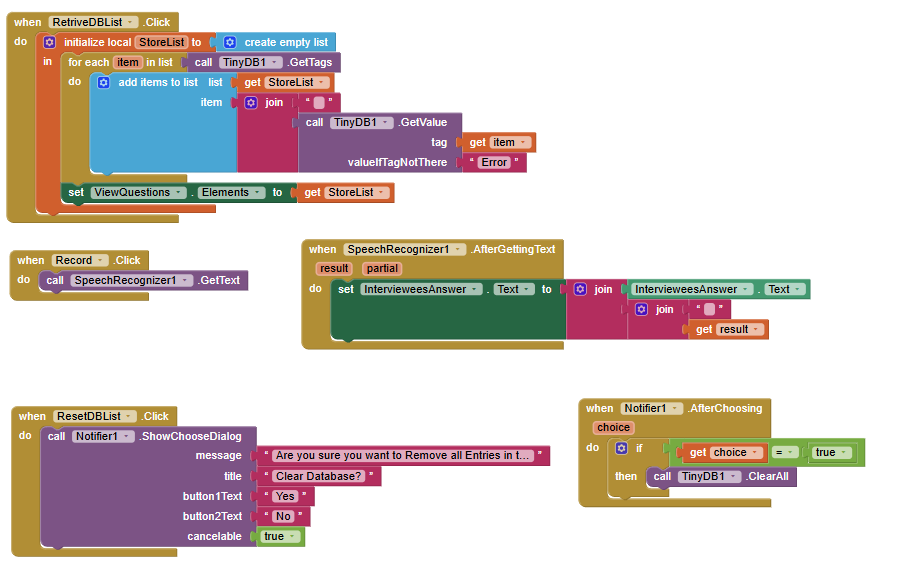 when RetriveDBList .Click
do initialize local StoreList to create empty list
in for each item in list call TinyDB1 .GetTags
do add items to list list get StoreList
item join “ ”
call TinyDB1 .GetValue
tag get item
valueIfTagNotThere “ Error ”
set ViewQuestions . Elements to get StoreList
when Record .Click
do call SpeechRecognizer1 .GetText
when SpeechRecognizer1 .AfterGettingText
result partial
do set IntervieweesAnswer . Text to join IntervieweesAnswer . Text
join “ ”
get result
when ResetDBList .Click
do call Notifier1 .ShowChooseDialog
message “ Are you sure you want to Remove all Entries in t... ”
title “ Clear Database? ”
button1Text “ Yes ”
button2Text “ No ”
cancelable true
when Notifier1 .AfterChoosing
choice
do if get choice = true
then call TinyDB1 .ClearAll